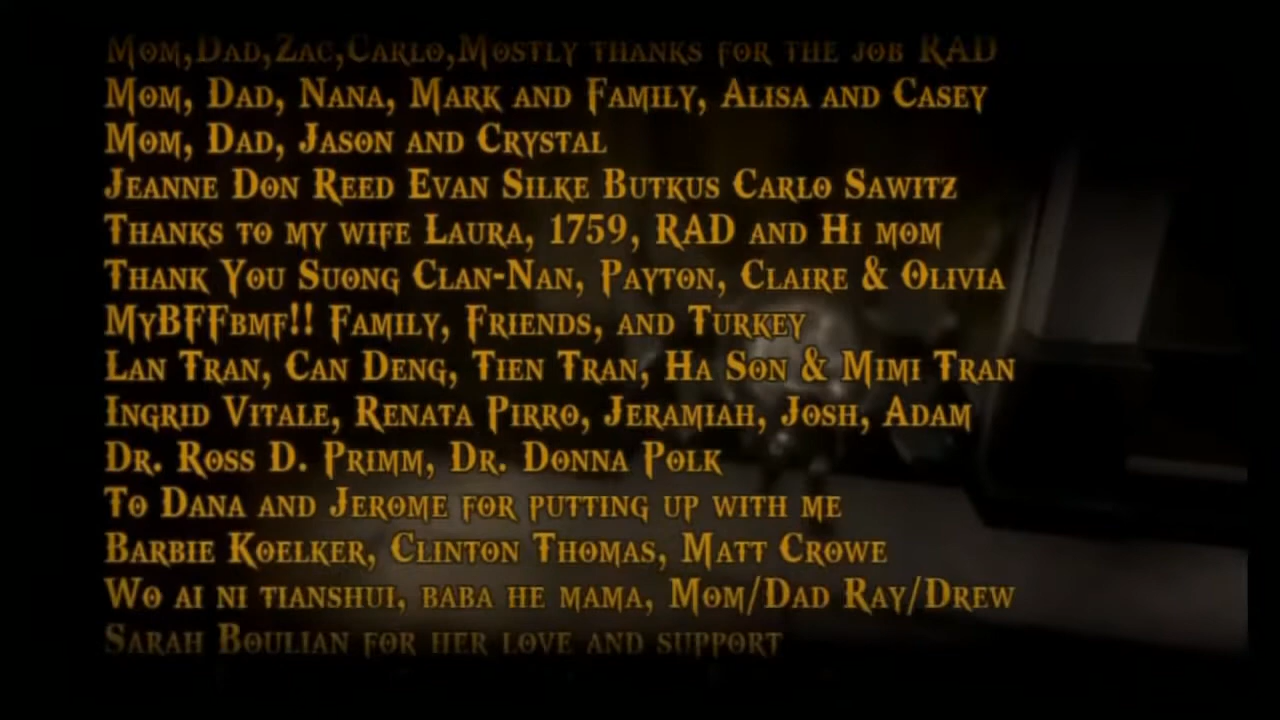 Mom,Dad,Zac,Carlo,Mostly thanks for the job RAD
Mom, Dad, Nana, Mark and Family, Alisa and Casey
Mom, Dad, Jason and Crystal
Jeanne Don Reed Evan Silke Butkus Carlo Sawitz
Thanks to my wife Laura, 1759, RAD and Hi mom
Thank You Suong Clan-Nan, Payton, Claire & Olivia
MyBFFbmf!! Family, Friends, and Turkey
Lan Tran, Can Deng, Tien Tran, Ha Son & Mimi Tran
Ingrid Vitale, Renata Pirro, Jeramiah, Josh, Adam
Dr. Ross D. Primm, Dr. Donna Polk
To Dana and Jerome for putting up with me
Barbie Koelker, Clinton Thomas, Matt Crowe
Wo ai ni tianshui, baba he mama, Mom/Dad Ray/Drew
Sarah Boulian for her love and support